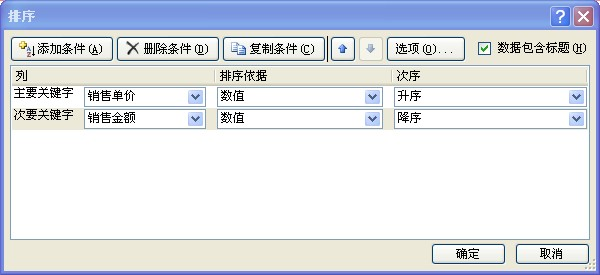 排序
添加条件(A) 删除条件(D) 复制条件(C) 选项(O)... 数据包含标题(H)
列 排序依据 次序
主要关键字 销售单价 数值 升序
次要关键字 销售金额 数值 降序
确定 取消